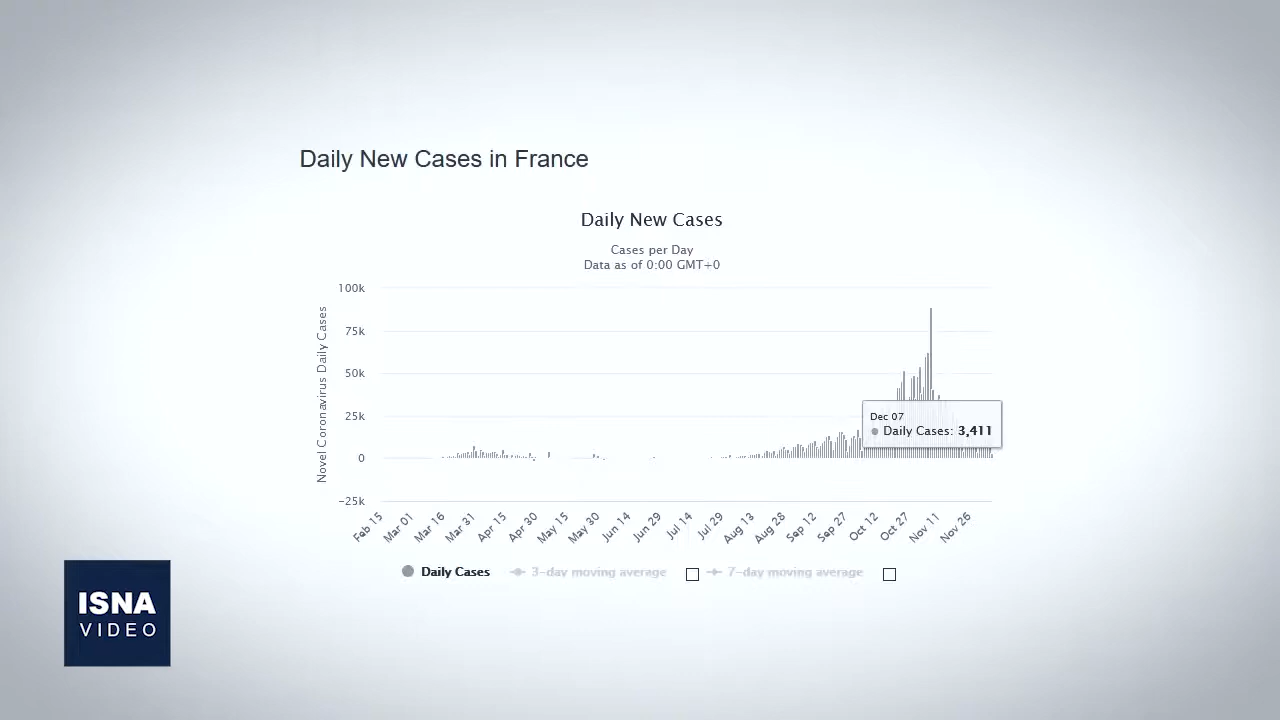 Daily New Cases in France
Daily New Cases
Cases per Day
Data as of 0:00 GMT+0
Novel Coronavirus Daily Cases
100k
75k
50k
25k
0
−25k
Dec 07
Daily Cases: 3,411
Feb 15
Mar 01
Mar 16
Mar 31
Apr 15
Apr 30
May 15
May 30
Jun 14
Jun 29
Jul 14
Jul 29
Aug 13
Aug 28
Sep 12
Sep 27
Oct 12
Oct 27
Nov 11
Nov 26
Daily Cases
3-day moving average
7-day moving average
ISNA
VIDEO